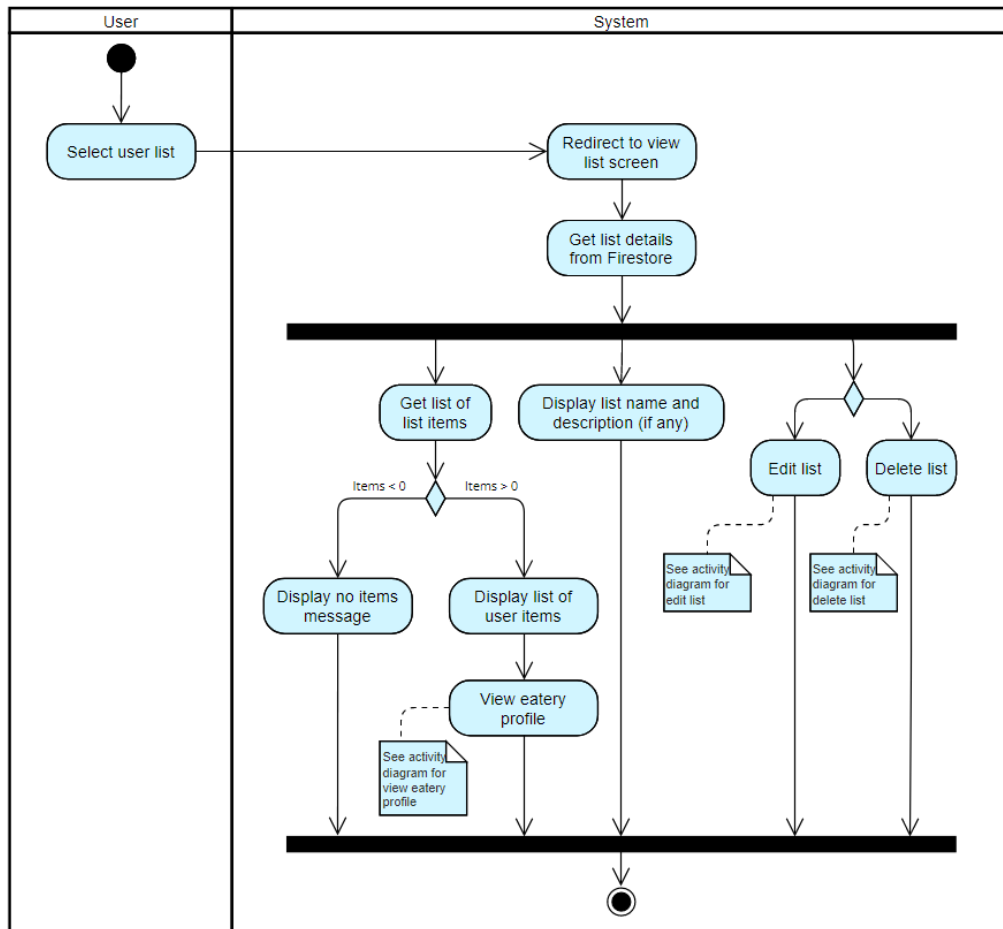 User
System
Select user list
Redirect to view
list screen
Get list details
from Firestore
Get list of
list items
Display list name and
description (if any)
Edit list
Delete list
Items < 0
Items > 0
See activity
diagram for
edit list
See activity
diagram for
delete list
Display no items
message
Display list of
user items
View eatery
profile
See activity
diagram for
view eatery
profile